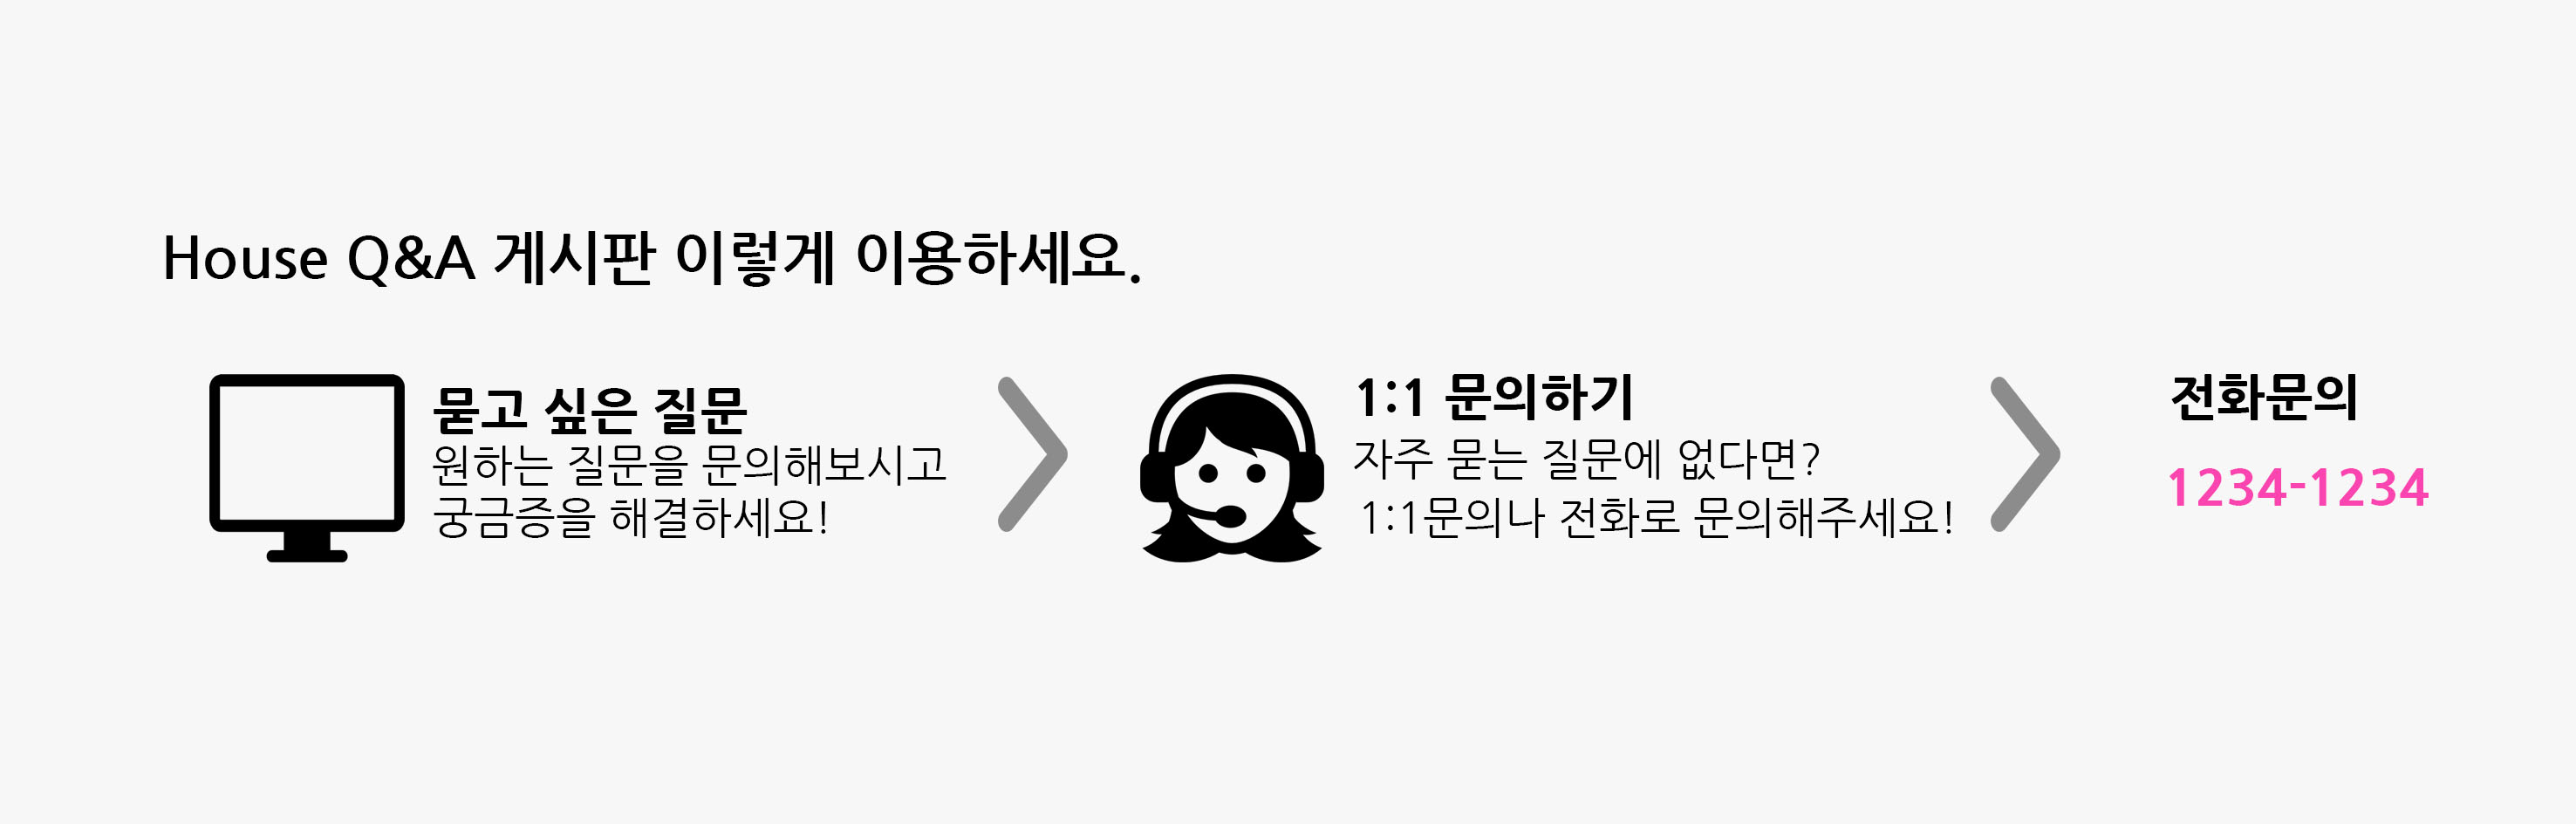 House Q&A 게시판 이렇게 이용하세요.
묻고 싶은 질문
원하는 질문을 문의해보시고
궁금증을 해결하세요!
1:1 문의하기
자주 묻는 질문에 없다면?
1:1문의나 전화로 문의해주세요!
전화문의
1234-1234